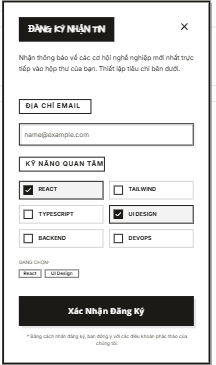 ĐĂNG KÝ NHẬN TIN
Nhận thông báo về các cơ hội nghề nghiệp mới nhất trực
tiếp vào hộp thư của bạn. Thiết lập tiêu chí bên dưới.
ĐỊA CHỈ EMAIL
name@example.com
KỸ NĂNG QUAN TÂM
REACT
TAILWIND
TYPESCRIPT
UI DESIGN
BACKEND
DEVOPS
ĐANG CHỌN:
React UI Design
Xác Nhận Đăng Ký
* Bằng cách nhấn đăng ký, bạn đồng ý với các điều khoản phác thảo của
chúng tôi.